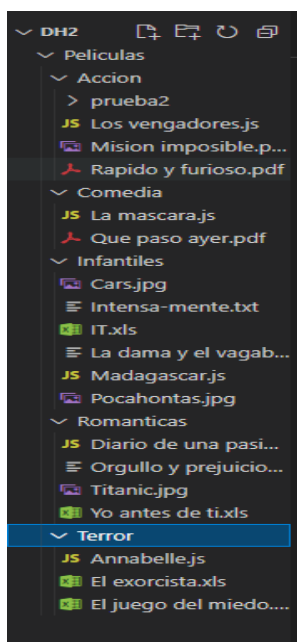 DH2
Peliculas
Accion
prueba2
JS Los vengadores.js
Mision imposible.p...
Rapido y furioso.pdf
Comedia
JS La mascara.js
Que paso ayer.pdf
Infantiles
Cars.jpg
Intensa-mente.txt
IT.xls
La dama y el vagab...
JS Madagascar.js
Pocahontas.jpg
Romanticas
JS Diario de una pasi...
Orgullo y prejuicio...
Titanic.jpg
Yo antes de ti.xls
Terror
JS Annabelle.js
El exorcista.xls
El juego del miedo....